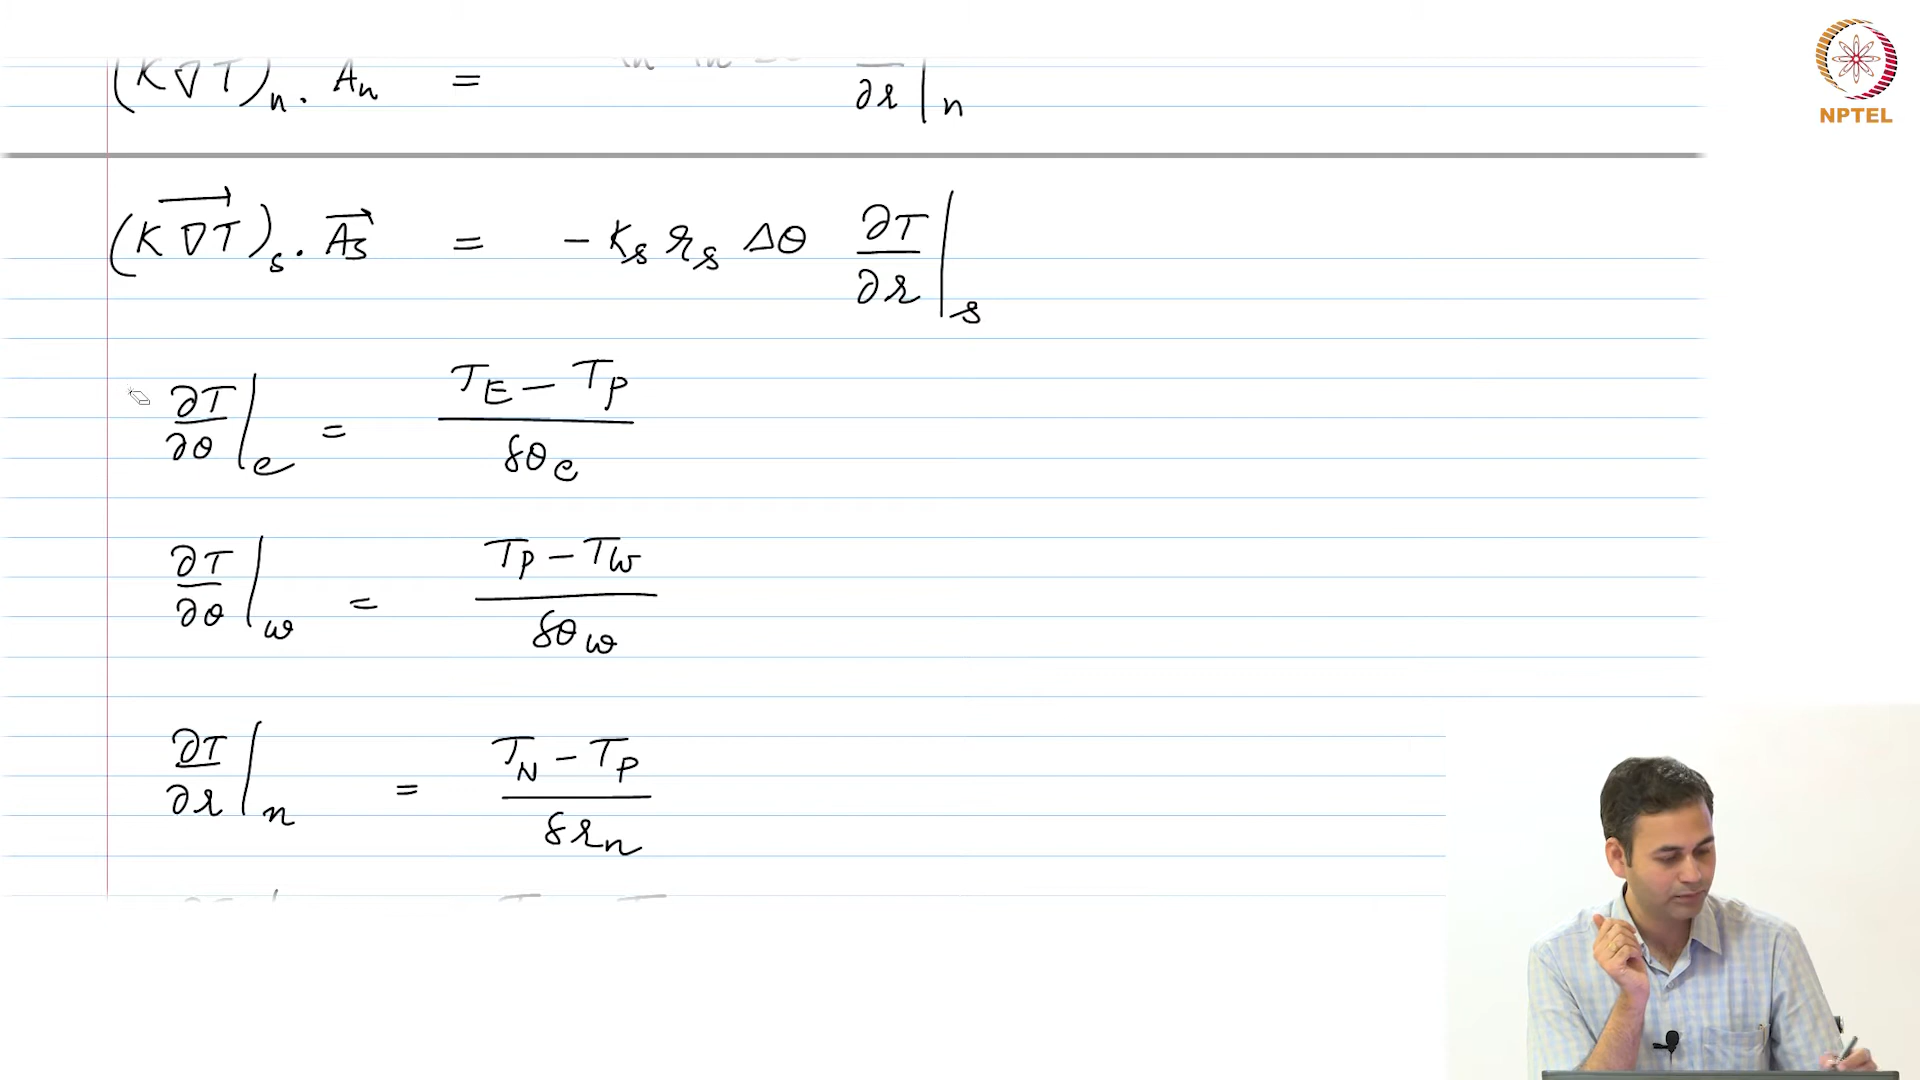 (K∇T)n · An = ∂r |n
NPTEL
(K∇T)s · As = - Ks rs Δθ ∂T/∂r |s
∂T/∂θ |e = (TE - TP)/δθe
∂T/∂θ |w = (TP - TW)/δθw
∂T/∂r |n = (TN - TP)/δrn